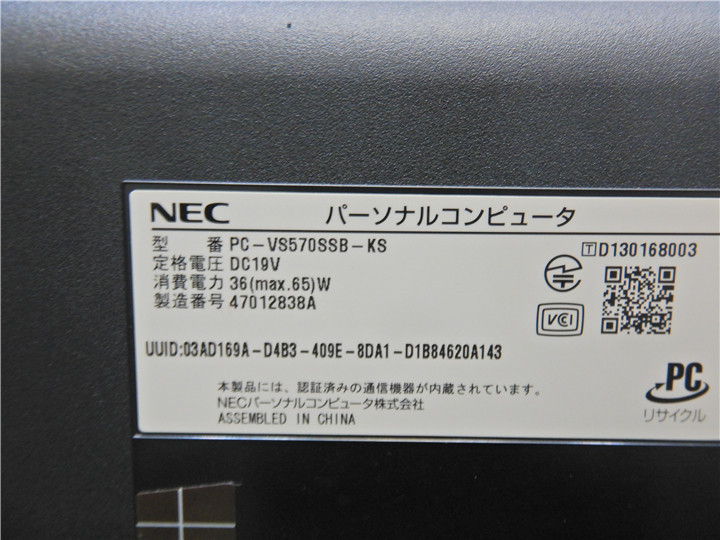 NEC パーソナルコンピュータ
型 番 PC-VS570SSB-KS
定格電圧 DC19V
消費電力 36(max.65)W
製造番号 47012838A
T D130168003
VCCI
UUID:03AD169A-D4B3-409E-8DA1-D1B84620A143
本製品には、認証済みの通信機器が内蔵されています。
NECパーソナルコンピュータ株式会社
ASSEMBLED IN CHINA
PC
リサイクル